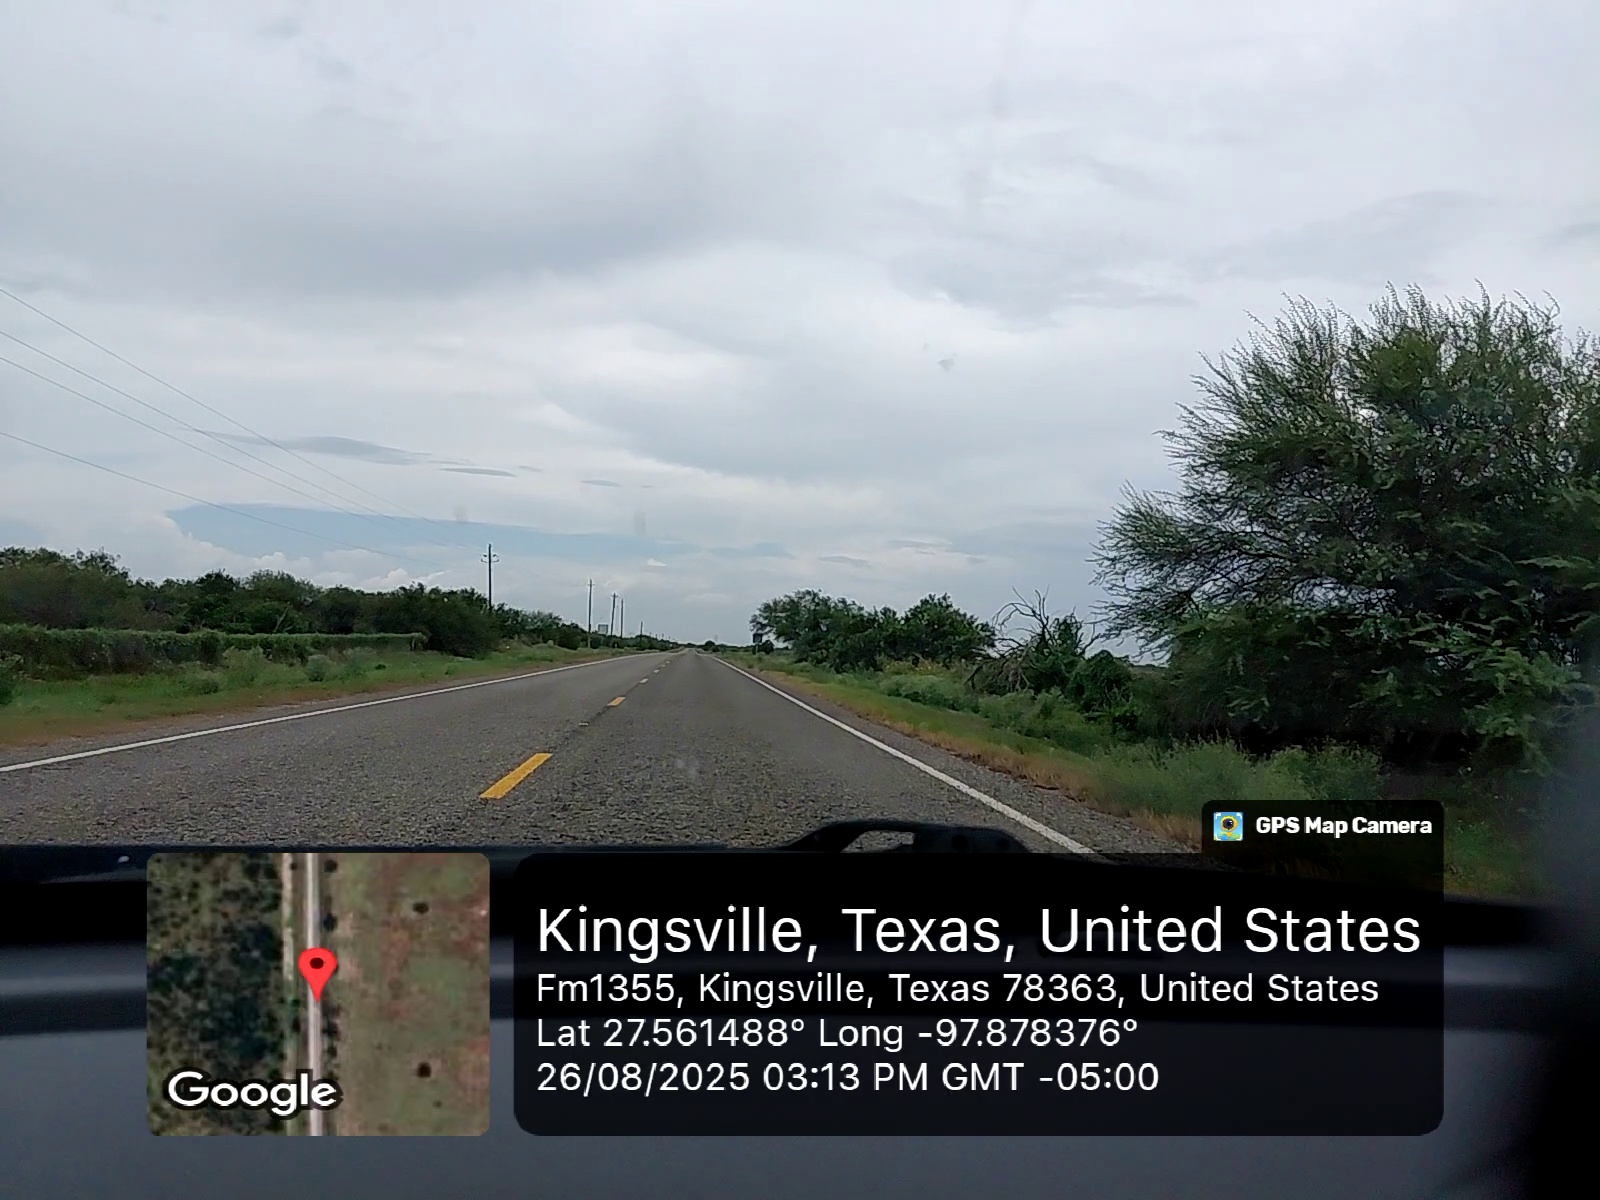 GPS Map Camera
Kingsville, Texas, United States
Fm1355, Kingsville, Texas 78363, United States
Lat 27.561488° Long -97.878376°
26/08/2025 03:13 PM GMT -05:00
Google